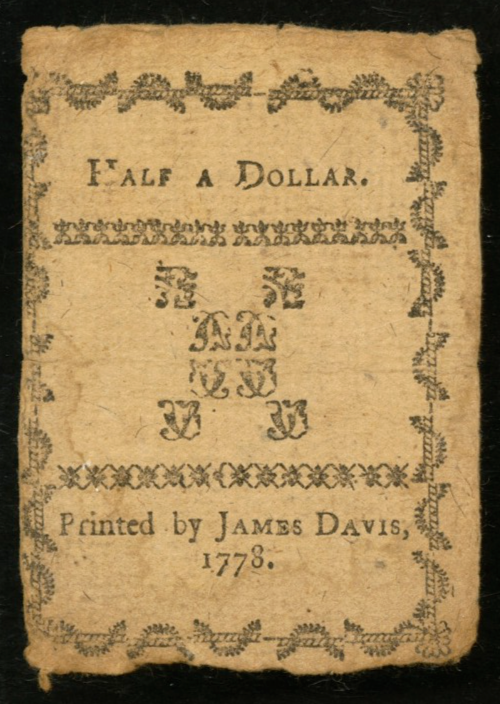 HALF A DOLLAR.
Printed by JAMES DAVIS,
1778.